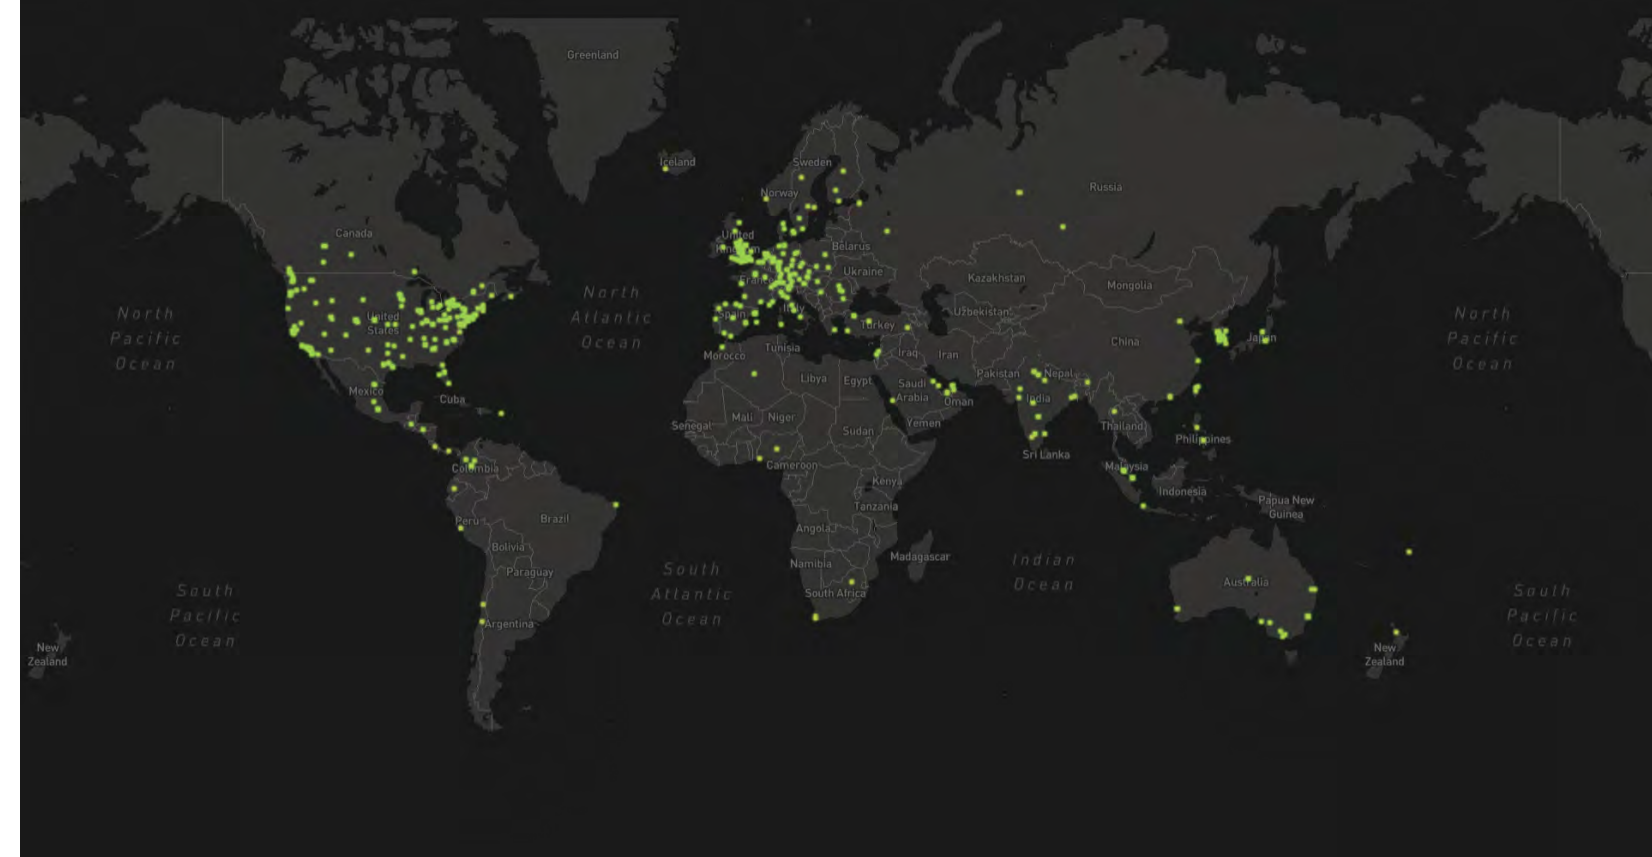 Greenland
Iceland
Sweden
Norway
Russia
Canada
United
Kingdom
Belarus
Ukraine
France
Kazakhstan
Mongolia
North
Pacific
Ocean
North
Atlantic
Ocean
North
Pacific
Ocean
United
States
Spain
Italy
Turkey
Uzbekistan
China
Japan
Morocco
Tunisia
Iraq
Iran
Pakistan
Nepal
Mexico
Cuba
Libya
Egypt
Saudi
Arabia
Oman
India
Mali
Niger
Senegal
Sudan
Yemen
Thailand
Philippines
Sri Lanka
Colombia
Cameroon
Malaysia
Kenya
Indonesia
Papua New
Guinea
Tanzania
Peru
Brazil
Angola
Bolivia
Madagascar
Namibia
Paraguay
Indian
Ocean
South
Atlantic
Ocean
Australia
South Africa
South
Pacific
Ocean
South
Pacific
Ocean
Argentina
New
Zealand
New
Zealand